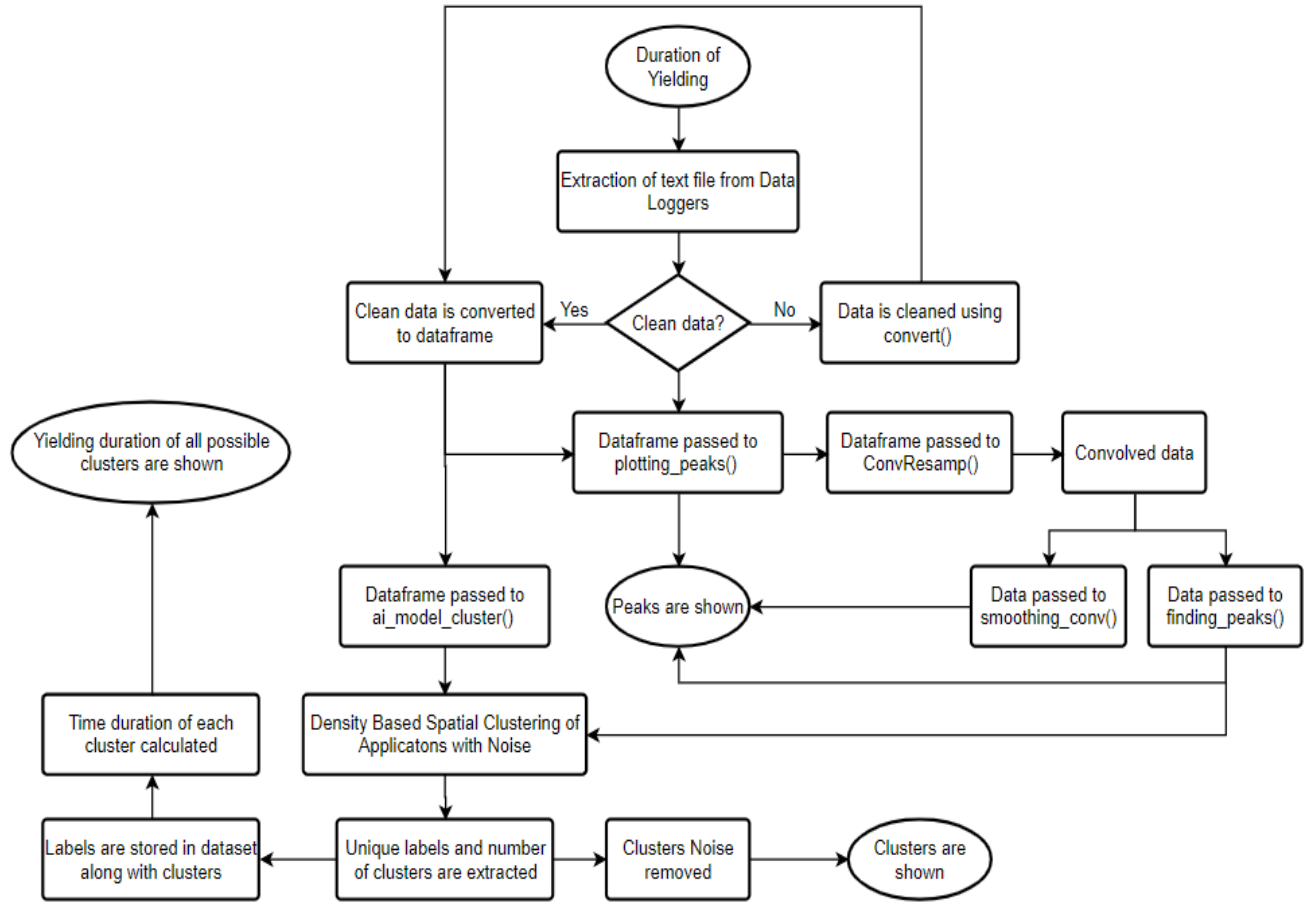 Duration of
Yielding
Extraction of text file from Data
Loggers
Clean data is converted
to dataframe
Yes
Clean data?
No
Data is cleaned using
convert()
Yielding duration of all possible
clusters are shown
Dataframe passed to
plotting_peaks()
Dataframe passed to
ConvResamp()
Convolved data
Dataframe passed to
ai_model_cluster()
Peaks are shown
Data passed to
smoothing_conv()
Data passed to
finding_peaks()
Time duration of each
cluster calculated
Density Based Spatial Clustering of
Applicatons with Noise
Labels are stored in dataset
along with clusters
Unique labels and number
of clusters are extracted
Clusters Noise
removed
Clusters are
shown